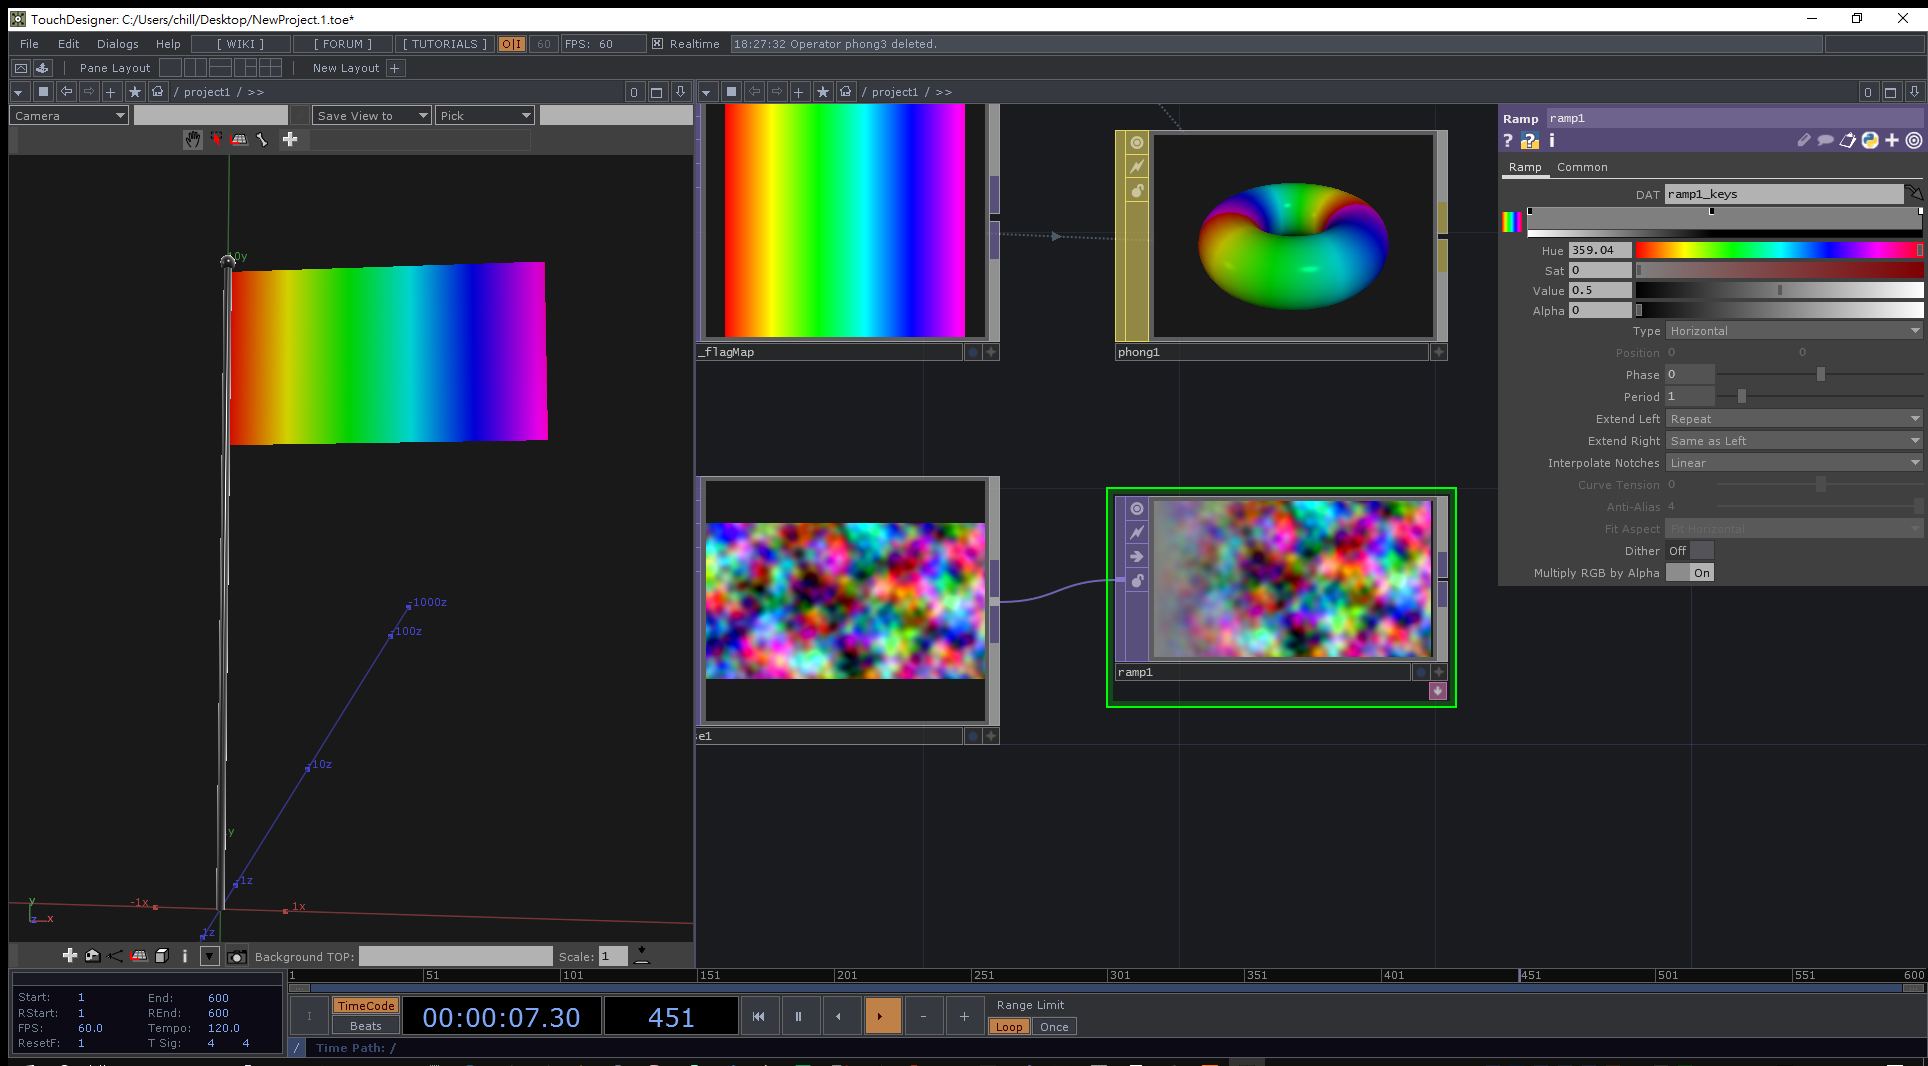 TouchDesigner: C:/Users/chill/Desktop/NewProject.1.toe*
File Edit Dialogs Help [ WIKI ] [ FORUM ] [ TUTORIALS ] O|I 60 FPS: 60 Realtime 18:27:32 Operator phong3 deleted.
Pane Layout New Layout +
/ project1 / >> 0
/ project1 / >> 0
Camera Save View to Pick
Ramp ramp1
Ramp Common
DAT ramp1_keys
Hue 359.04
Sat 0
Value 0.5
Alpha 0
Type Horizontal
Position 0 0
Phase 0
Period 1
Extend Left Repeat
Extend Right Same as Left
Interpolate Notches Linear
Curve Tension 0
Anti-Alias 4
Fit Aspect Fit Horizontal
Dither Off
Multiply RGB by Alpha On
_flagMap
phong1
ramp1
e1
0y
-1000z
-100z
-10z
y
-1z
-1x
1x
1z
y
z x
Background TOP: Scale: 1
1 51 101 151 201 251 301 351 401 451 501 551 600
Start: 1 End: 600
RStart: 1 REnd: 600
FPS: 60.0 Tempo: 120.0
ResetF: 1 T Sig: 4 4
I TimeCode
Beats
00:00:07.30 451
- +
Range Limit
Loop Once
/ Time Path: /